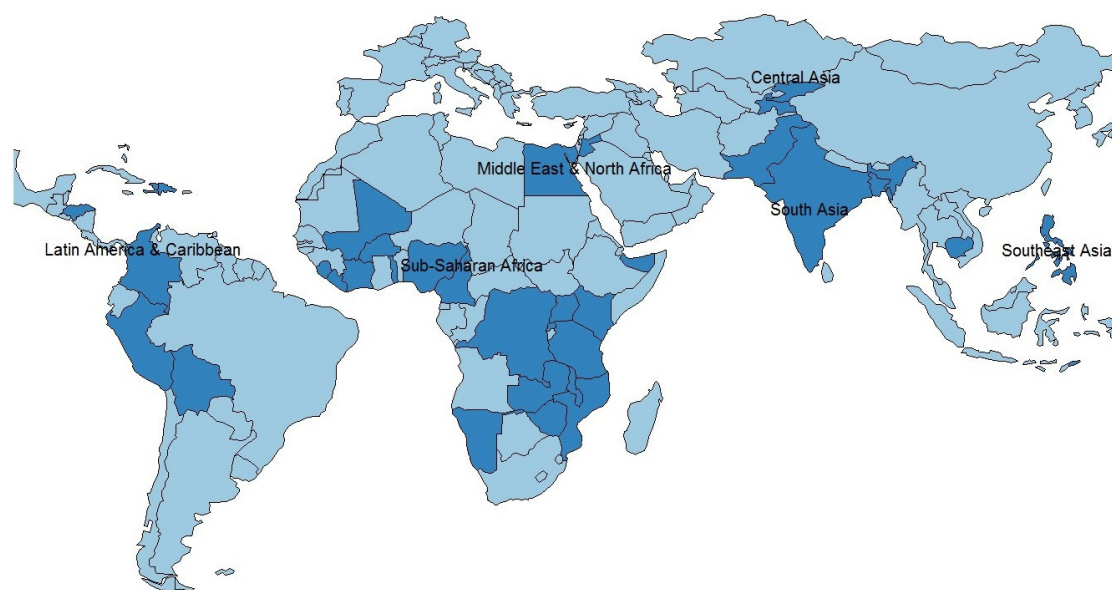 Central Asia
Middle East & North Africa
South Asia
Latin America & Caribbean
Sub-Saharan Africa
Southeast Asia